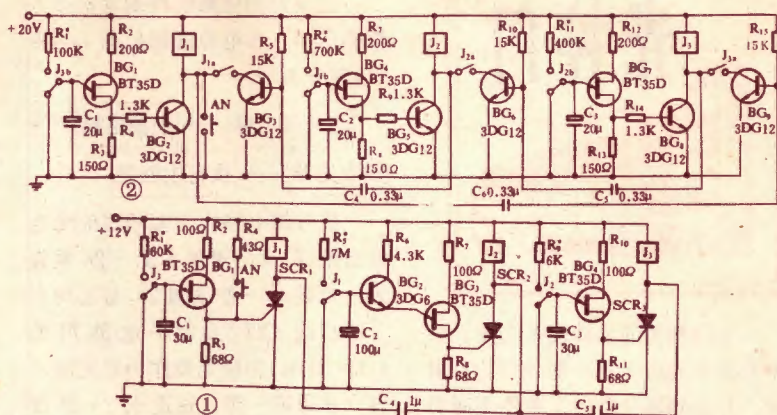 +20V
R₁* 100K
R₂ 200Ω
J₁
J₃b
BG₁ BT35D
C₁ 20μ
1.3K
R₄
R₃ 150Ω
BG₂ 3DG12
J₁a
AN
BG₃ 3DG12
R₅ 15K
R₆* 700K
R₇ 200Ω
J₂
J₁b
BG₄ BT35D
C₂ 20μ
R₉ 1.3K
BG₅ 3DG12
R₈ 150Ω
J₂a
BG₆ 3DG12
R₁₀ 15K
R₁₁* 400K
R₁₂ 200Ω
J₃
J₂b
BG₇ BT35D
C₃ 20μ
R₁₄ 1.3K
R₁₃ 150Ω
BG₈ 3DG12
J₃a
BG₉ 3DG12
R₁₅ 15K
C₄ 0.33μ
C₆ 0.33μ
C₅ 0.33μ
②
+12V
R₁* 60K
R₂ 100Ω
BT35D
BG₁
R₄ 43Ω
AN
J₁
SCR₁
J₃
C₁ 30μ
R₃ 68Ω
R₅* 7M
J₁
C₂ 100μ
R₆ 4.3K
BG₂ 3DG6
R₇ 100Ω
BG₃ BT35D
R₈ 68Ω
J₂
SCR₂
R₉* 6K
J₂
C₃ 30μ
BG₄ BT35D
R₁₀ 100Ω
R₁₁ 68Ω
J₃
SCR₃
C₄ 1μ
C₅ 1μ
①